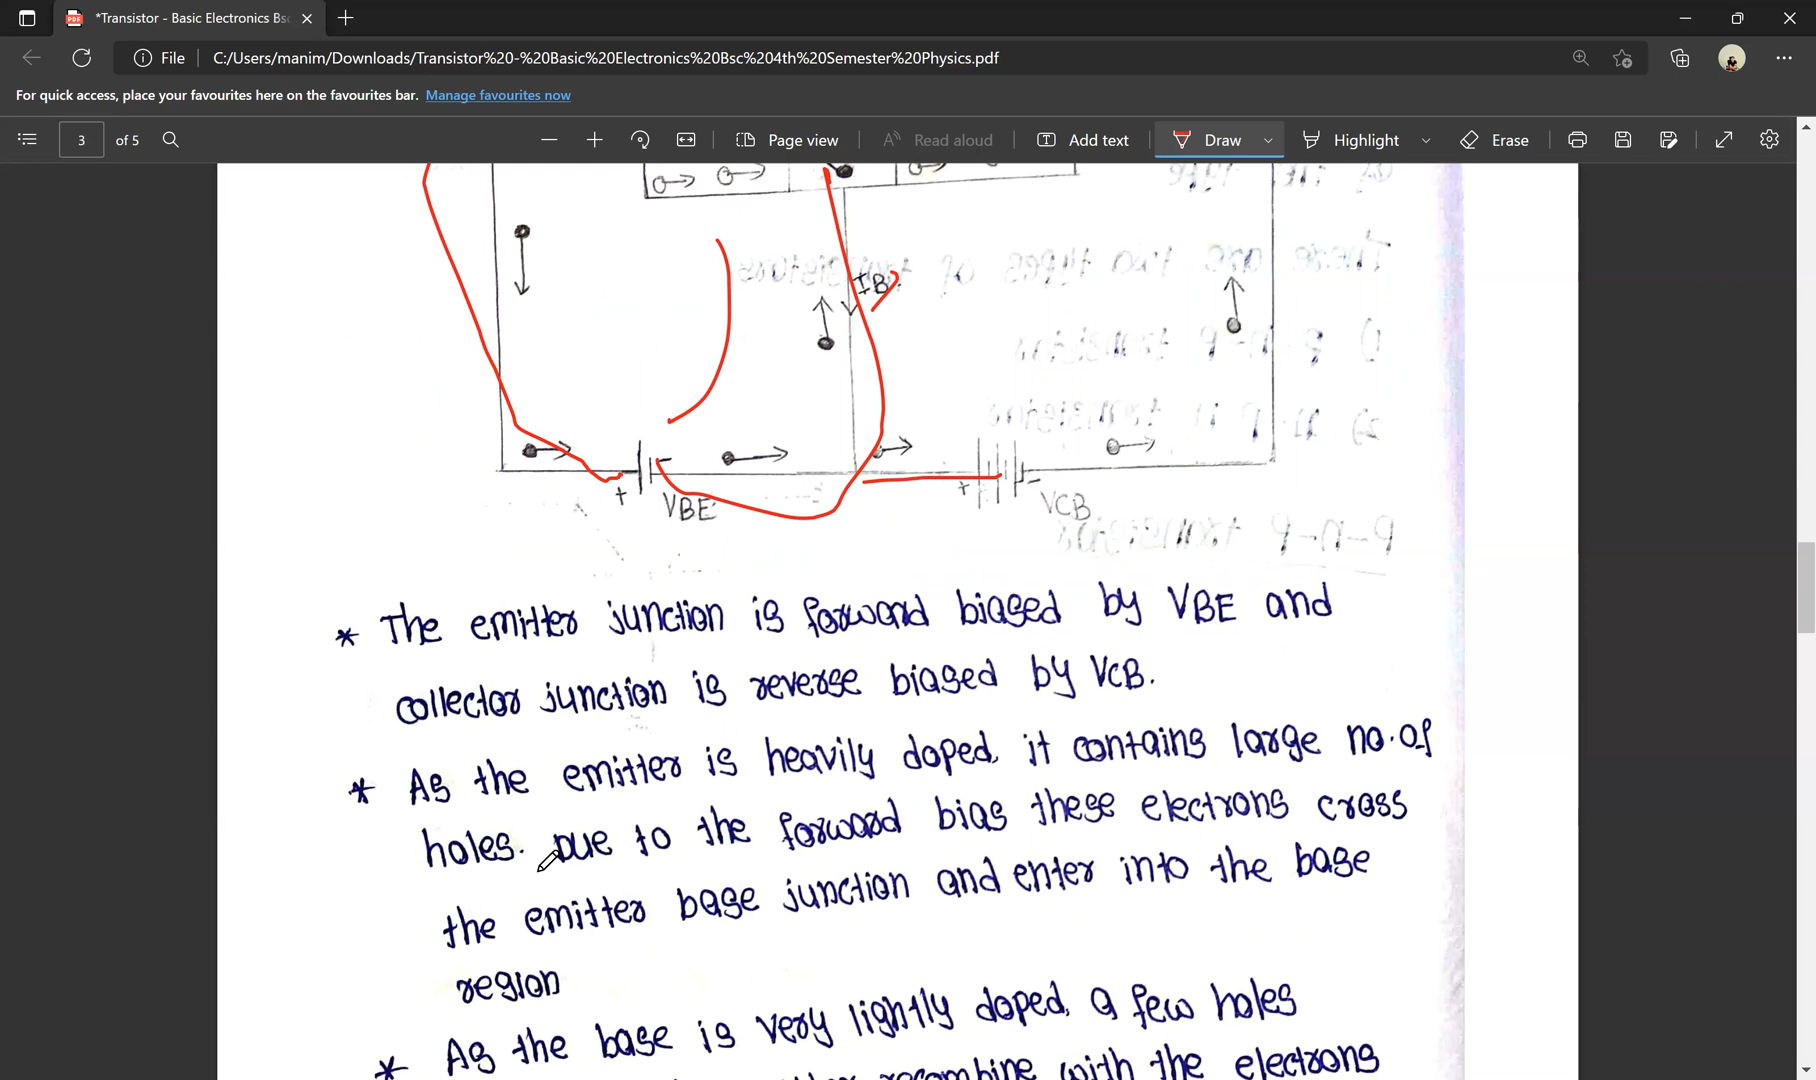 *Transistor - Basic Electronics Bsc
File C:/Users/manim/Downloads/Transistor%20-%20Basic%20Electronics%20Bsc%204th%20Semester%20Physics.pdf
For quick access, place your favourites here on the favourites bar. Manage favourites now
3 of 5 Page view Read aloud Add text Draw Highlight Erase
IB
+ VBE + - VCB
* The emitter junction is forward biased by VBE and
collector junction is reverse biased by VCB.
* As the emitter is heavily doped, it contains large no. of
holes. Due to the forward bias these electrons cross
the emitter base junction and enter into the base
region
* As the base is very lightly doped, a few holes
recombine with the electrons